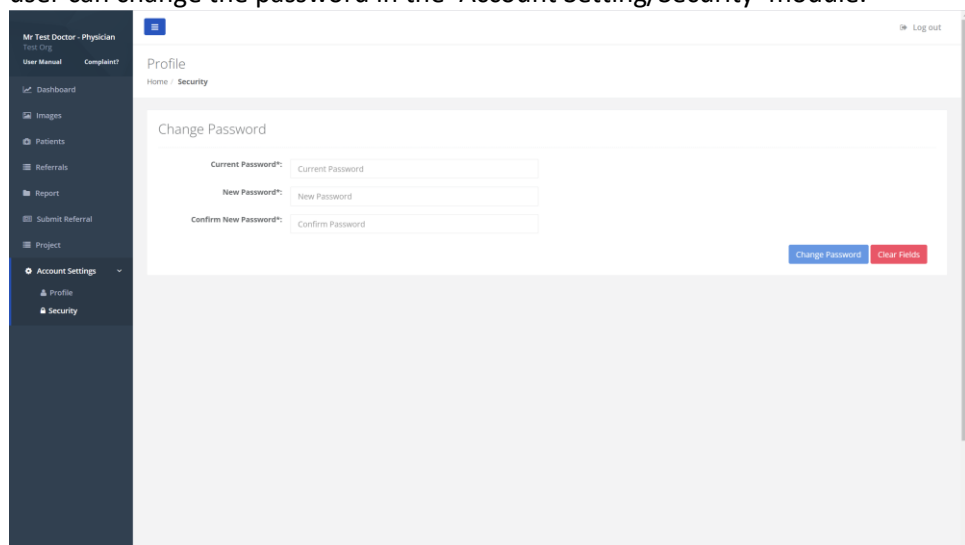 user can change the password in the "Account Setting/Security" module.
Mr Test Doctor - Physician
Test Org
User Manual Complaint?
Dashboard
Images
Patients
Referrals
Report
Submit Referral
Project
Account Settings
Profile
Security
Log out
Profile
Home / Security
Change Password
Current Password*: Current Password
New Password*: New Password
Confirm New Password*: Confirm Password
Change Password Clear Fields